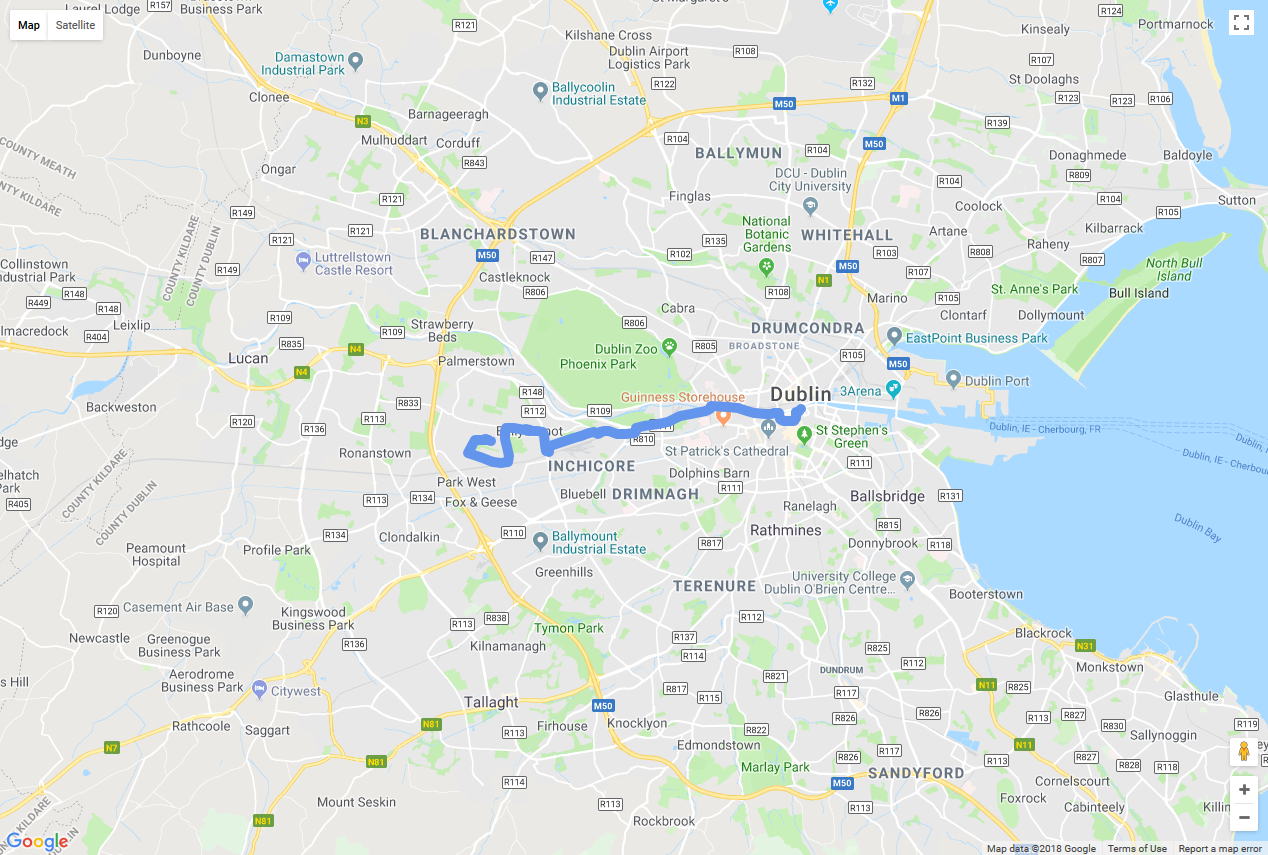 Map
Satellite
Laurel Lodge
Business Park
R157
R121
Kilshane Cross
St Margaret's
R124
Portmarnock
Kinsealy
Dunboyne
Damastown
Industrial Park
Dublin Airport
Logistics Park
R108
R107
St Doolaghs
Clonee
Ballycoolin
Industrial Estate
R122
R132
M1
R123
R123
R106
M50
Barnageeragh
N3
R139
COUNTY MEATH
Mulhuddart
Corduff
R104
M50
R843
BALLYMUN
R104
Donaghmede
Baldoyle
Ongar
DCU - Dublin
City University
R809
COUNTY KILDARE
R121
Finglas
R104
R104
Sutton
R149
Coolock
R105
COUNTY KILDARE
COUNTY DUBLIN
R121
R121
BLANCHARDSTOWN
National
Botanic
Gardens
WHITEHALL
Artane
Kilbarrack
R135
Raheny
M50
R147
R102
R103
R808
R807
Luttrellstown
Castle Resort
Collinstown
Industrial Park
R149
Castleknock
M50
R107
North Bull
Island
R148
R806
N1
St. Anne's Park
Bull Island
R449
R148
R108
Marino
R105
Clontarf
Dollymount
Leixlip
R109
Cabra
R806
R404
R109
Strawberry
Beds
DRUMCONDRA
EastPoint Business Park
R835
BROADSTONE
R805
R105
N4
Dublin Zoo
Phoenix Park
Lucan
Palmerstown
M50
N4
3Arena
Dublin Port
R148
Guinness Storehouse
Dublin
Backweston
R833
R112
R109
R120
R113
R136
R111
R810
St Stephen's
Green
Dublin, IE - Cherbourg, FR
Ronanstown
St Patrick's Cathedral
R111
INCHICORE
Dolphins Barn
COUNTY KILDARE
COUNTY DUBLIN
Park West
R111
Bluebell
DRIMNAGH
Ballsbridge
R131
R405
R113
R134
Fox & Geese
Ranelagh
Dublin Bay
R134
R110
Rathmines
R815
Clondalkin
Ballymount
Industrial Estate
R817
Donnybrook
R118
Profile Park
Peamount
Hospital
Greenhills
TERENURE
University College
Dublin O'Brien Centre...
Booterstown
R120
Casement Air Base
Kingswood
Business Park
R838
R112
R113
Tymon Park
Blackrock
Newcastle
Greenogue
Business Park
R136
Kilnamanagh
R137
R114
N31
R825
Monkstown
R112
DUNDRUM
Aerodrome
Business Park
R821
Citywest
R817
R115
R117
N11
R825
Glasthule
Tallaght
M50
R826
R826
R113
R827
Rathcoole
Saggart
N81
Firhouse
Knocklyon
R822
R830
R119
R113
Edmondstown
N11
Sallynoggin
N7
N81
R826
R117
R113
R827
R828
R118
Marlay Park
SANDYFORD
Cornelscourt
R114
M50
Foxrock
Cabinteely
Mount Seskin
R113
R113
Rockbrook
N81
Google
Map data ©2018 Google
Terms of Use
Report a map error